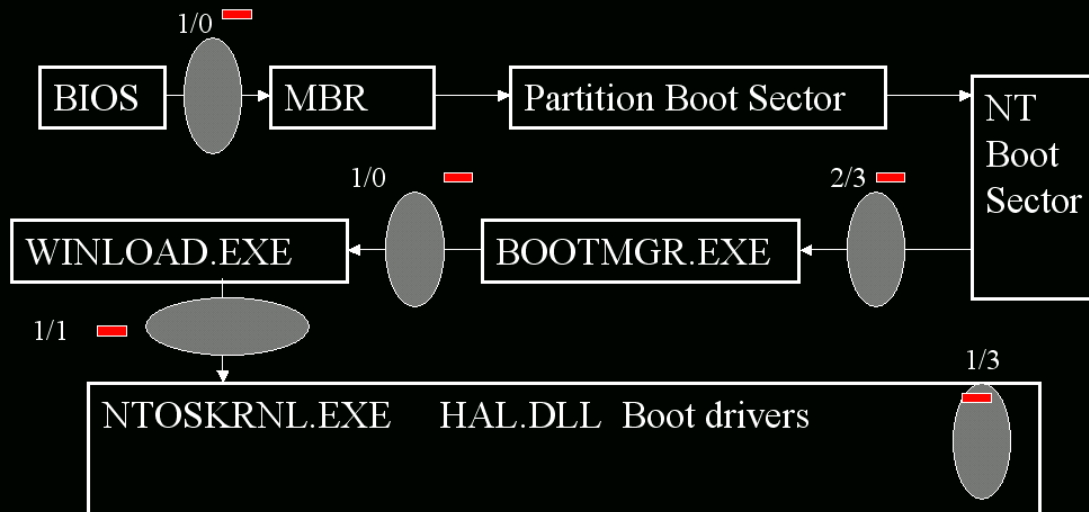 1/0
BIOS
MBR
Partition Boot Sector
NT
Boot
Sector
1/0
2/3
WINLOAD.EXE
BOOTMGR.EXE
1/1
1/3
NTOSKRNL.EXE HAL.DLL Boot drivers